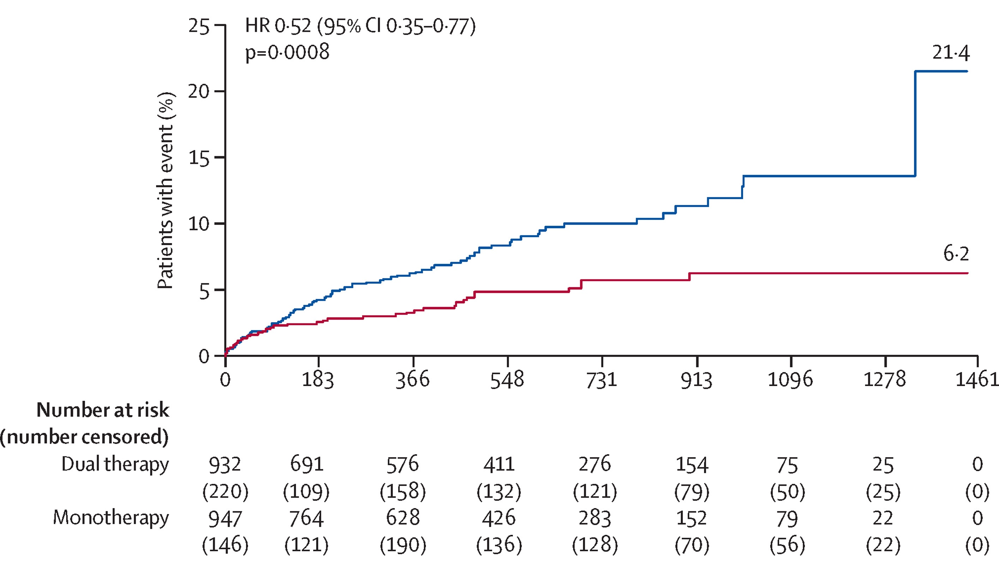 25
HR 0·52 (95% CI 0·35–0·77)
p=0·0008
21·4
20
Patients with event (%)
15
10
6·2
5
0
0 183 366 548 731 913 1096 1278 1461
Number at risk
(number censored)
Dual therapy 932 691 576 411 276 154 75 25 0
(220) (109) (158) (132) (121) (79) (50) (25) (0)
Monotherapy 947 764 628 426 283 152 79 22 0
(146) (121) (190) (136) (128) (70) (56) (22) (0)